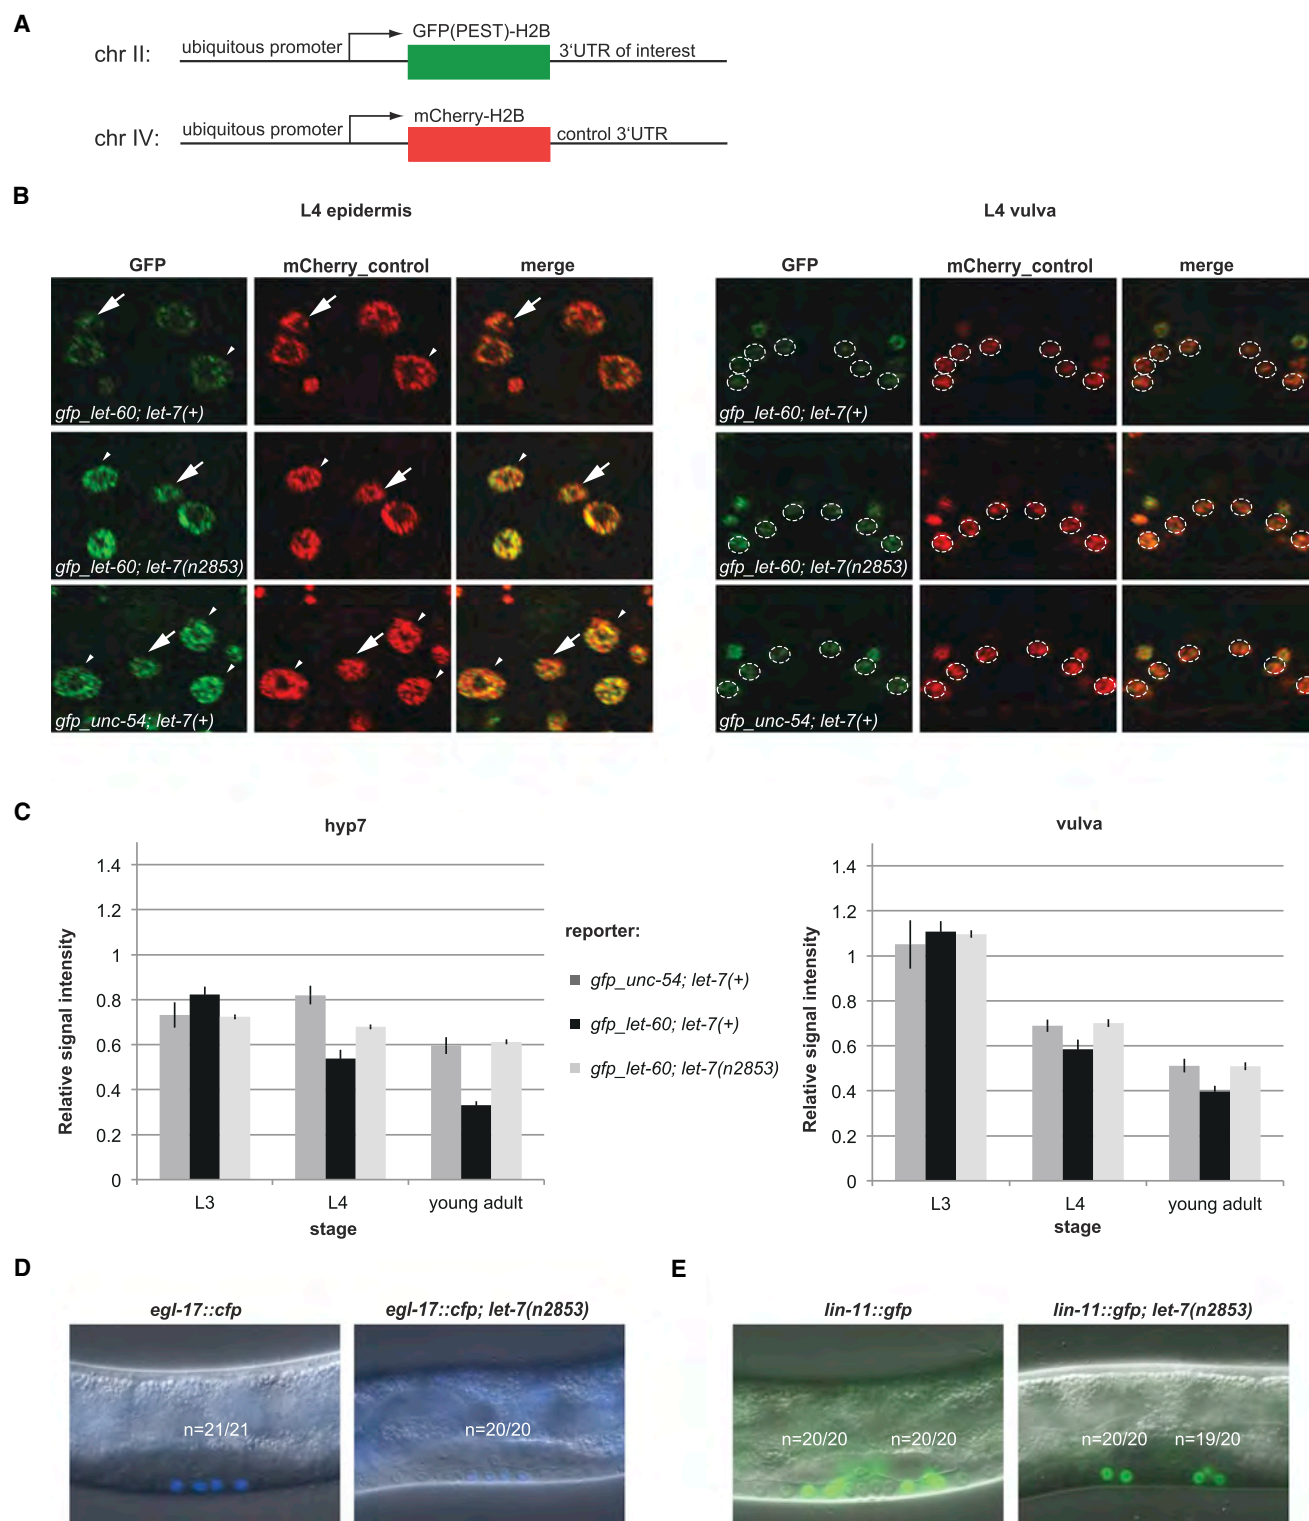 A
chr II:
ubiquitous promoter
GFP(PEST)-H2B
3‘UTR of interest
chr IV:
ubiquitous promoter
mCherry-H2B
control 3‘UTR
B
L4 epidermis
GFP
mCherry_control
merge
gfp_let-60; let-7(+)
gfp_let-60; let-7(n2853)
gfp_unc-54; let-7(+)
L4 vulva
GFP
mCherry_control
merge
gfp_let-60; let-7(+)
gfp_let-60; let-7(n2853)
gfp_unc-54; let-7(+)
C
hyp7
Relative signal intensity
1.4
1.2
1
0.8
0.6
0.4
0.2
0
L3
L4
young adult
stage
reporter:
gfp_unc-54; let-7(+)
gfp_let-60; let-7(+)
gfp_let-60; let-7(n2853)
vulva
Relative signal intensity
1.4
1.2
1
0.8
0.6
0.4
0.2
0
L3
L4
young adult
stage
D
egl-17::cfp
n=21/21
egl-17::cfp; let-7(n2853)
n=20/20
E
lin-11::gfp
n=20/20
n=20/20
lin-11::gfp; let-7(n2853)
n=20/20
n=19/20